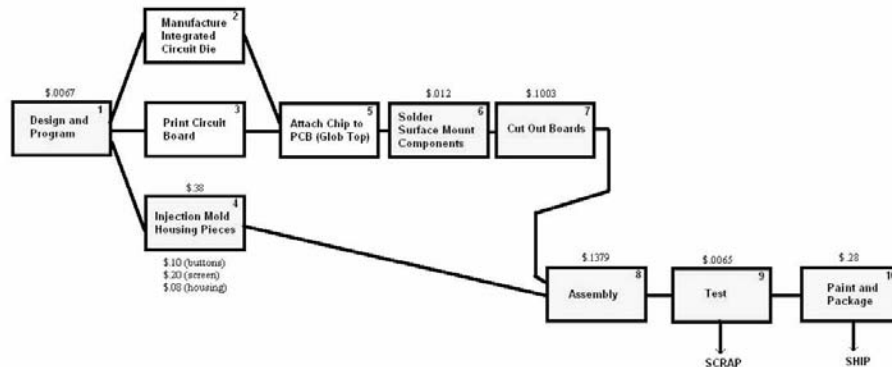 $.0067
1
Design and
Program
2
Manufacture
Integrated
Circuit Die
3
Print Circuit
Board
$.38
4
Injection Mold
Housing Pieces
$.10 (buttons)
$.20 (screen)
$.08 (housing)
5
Attach Chip to
PCB (Glob Top)
$.012
6
Solder
Surface Mount
Components
$.1003
7
Cut Out Boards
$.1379
8
Assembly
$.0065
9
Test
SCRAP
$.28
10
Paint and
Package
SHIP